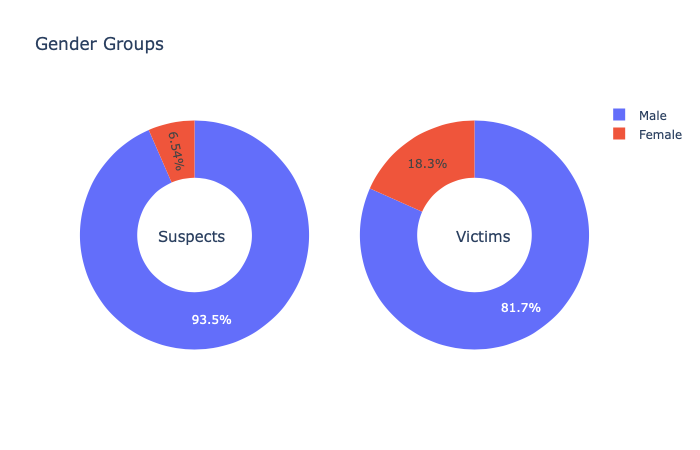 Gender Groups
Male
Female
6.54%
Suspects
93.5%
18.3%
Victims
81.7%